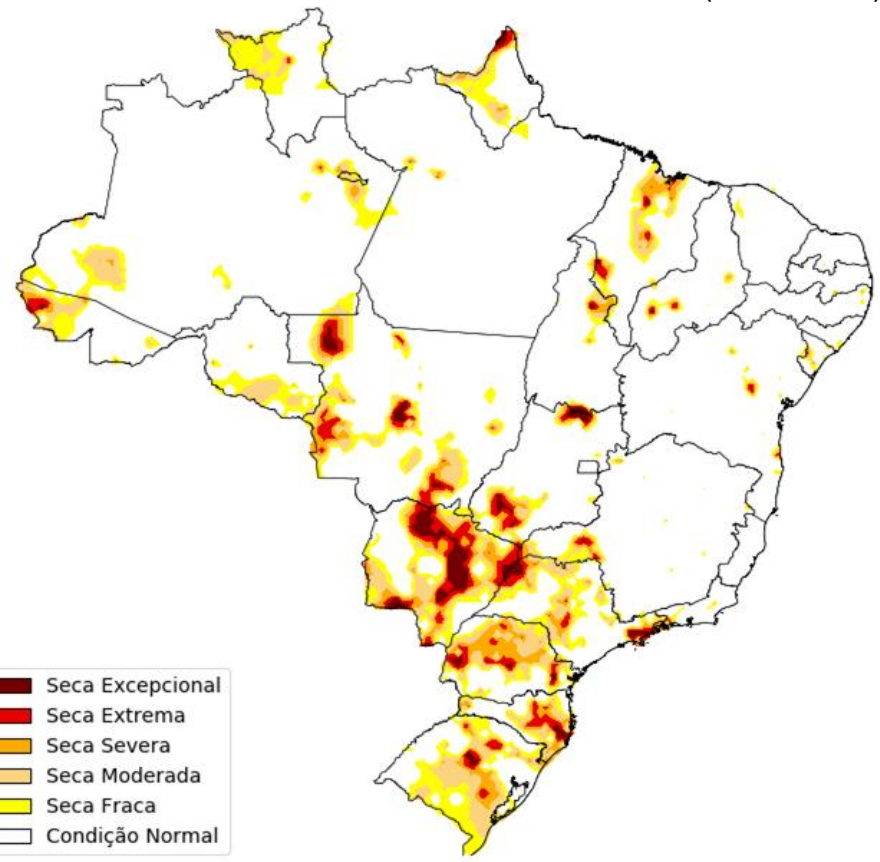 Seca Excepcional
Seca Extrema
Seca Severa
Seca Moderada
Seca Fraca
Condição Normal